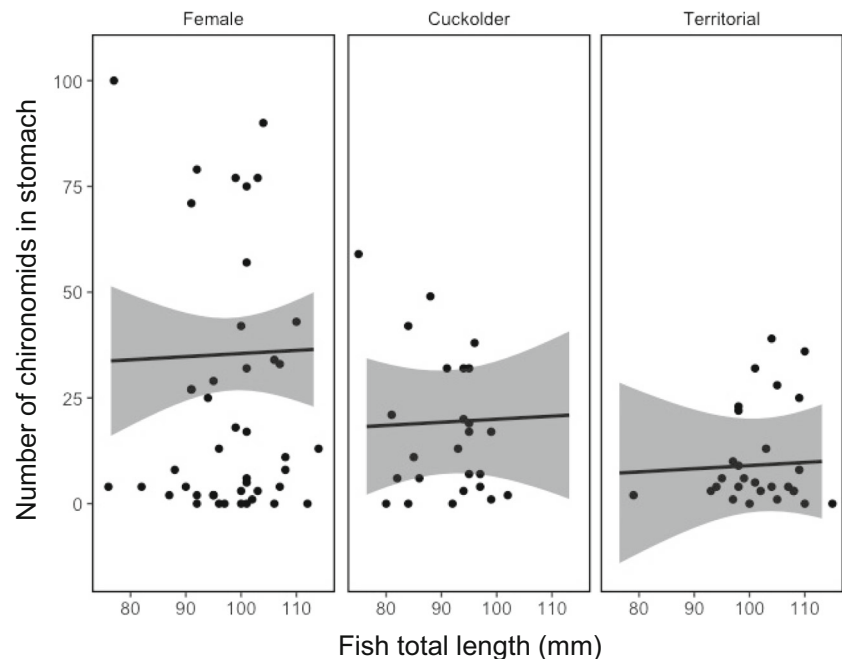 Female Cuckolder Territorial
Number of chironomids in stomach
100
75
50
25
0
80 90 100 110 80 90 100 110 80 90 100 110
Fish total length (mm)